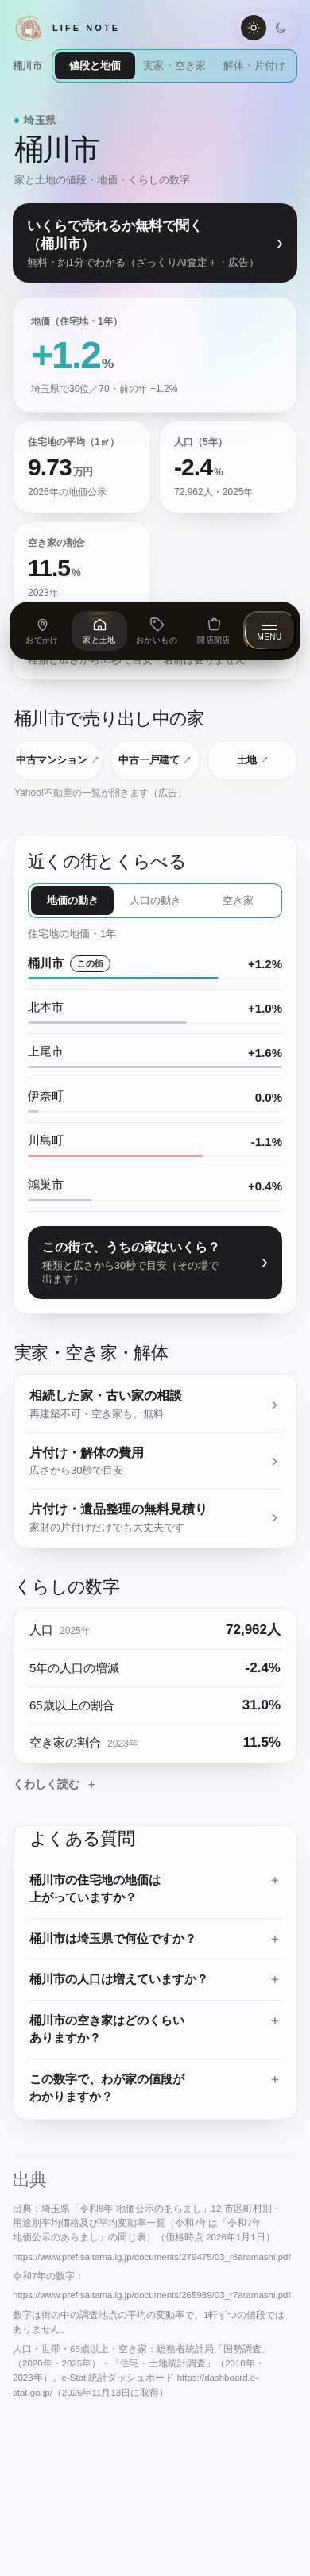 LIFE NOTE
桶川市
値段と地価
実家・空き家
解体・片付け
埼玉県
桶川市
家と土地の値段・地価・くらしの数字
いくらで売れるか無料で聞く
（桶川市）
無料・約1分でわかる（ざっくりAI査定＋・広告）
›
地価（住宅地・1年）
+1.2%
埼玉県で30位／70・前の年 +1.2%
住宅地の平均（1㎡）
9.73万円
2026年の地価公示
人口（5年）
-2.4%
72,962人・2025年
空き家の割合
11.5%
2023年
おでかけ
家と土地
おかいもの
開店閉店
MENU
桶川市で売り出し中の家
中古マンション ↗
中古一戸建て ↗
土地 ↗
Yahoo!不動産の一覧が開きます（広告）
近くの街とくらべる
地価の動き
人口の動き
空き家
住宅地の地価・1年
桶川市 この街 +1.2%
北本市 +1.0%
上尾市 +1.6%
伊奈町 0.0%
川島町 -1.1%
鴻巣市 +0.4%
この街で、うちの家はいくら？
種類と広さから30秒で目安（その場で
出ます）
›
実家・空き家・解体
相続した家・古い家の相談
再建築不可・空き家も。無料
›
片付け・解体の費用
広さから30秒で目安
›
片付け・遺品整理の無料見積り
家財の片付けだけでも大丈夫です
›
くらしの数字
人口 2025年 72,962人
5年の人口の増減 -2.4%
65歳以上の割合 31.0%
空き家の割合 2023年 11.5%
くわしく読む +
よくある質問
桶川市の住宅地の地価は
上がっていますか？ +
桶川市は埼玉県で何位ですか？ +
桶川市の人口は増えていますか？ +
桶川市の空き家はどのくらい
ありますか？ +
この数字で、わが家の値段が
わかりますか？ +
出典
出典：埼玉県「令和8年 地価公示のあらまし」12 市区町村別・
用途別平均価格及び平均変動率一覧（令和7年は「令和7年
地価公示のあらまし」の同じ表）（価格時点 2026年1月1日）
https://www.pref.saitama.lg.jp/documents/279475/03_r8aramashi.pdf
令和7年の数字：
https://www.pref.saitama.lg.jp/documents/265989/03_r7aramashi.pdf
数字は街の中の調査地点の平均の変動率で、1軒ずつの値段では
ありません。
人口・世帯・65歳以上・空き家：総務省統計局「国勢調査」
（2020年・2025年）・「住宅・土地統計調査」（2018年・
2023年）。e-Stat 統計ダッシュボード https://dashboard.e-
stat.go.jp/（2026年11月13日に取得）